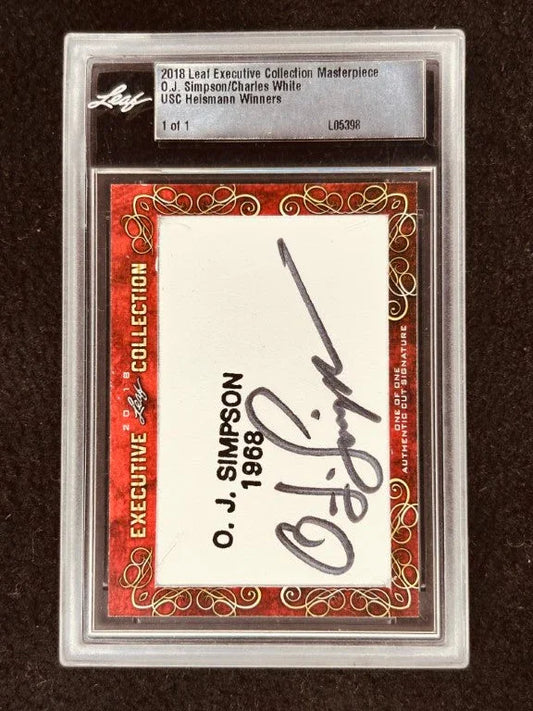 Leaf
2018 Leaf Executive Collection Masterpiece
O.J. Simpson/Charles White
USC Heismann Winners
1 of 1
L05398
EXECUTIVE Leaf COLLECTION
2018
O. J. SIMPSON
1968
O.J. Simpson
ONE OF ONE
AUTHENTIC CUT SIGNATURE